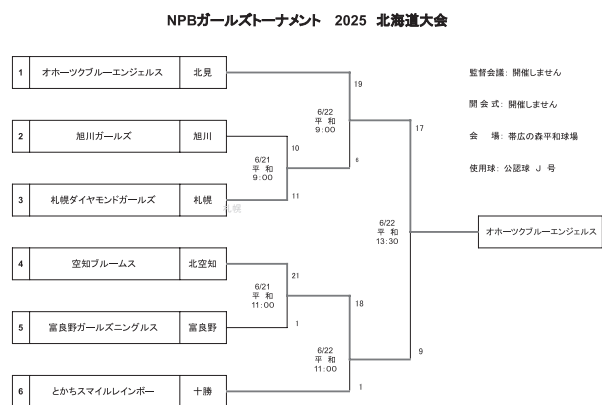 NPBガールズトーナメント 2025 北海道大会
1 オホーツクブルーエンジェルス 北見
19
監督会議: 開催しません
6/22
平 和
9:00
開 会 式: 開催しません
17
2 旭川ガールズ 旭川
10
会 場: 帯広の森平和球場
6/21
平 和
9:00
6
使用球: 公認球 J 号
3 札幌ダイヤモンドガールズ 札幌
11
札幌
6/22
平 和
13:30
オホーツクブルーエンジェルス
4 空知ブルームス 北空知
21
6/21
平 和
11:00
18
5 富良野ガールズニングルス 富良野
1
6/22
平 和
11:00
9
6 とかちスマイルレインボー 十勝
1